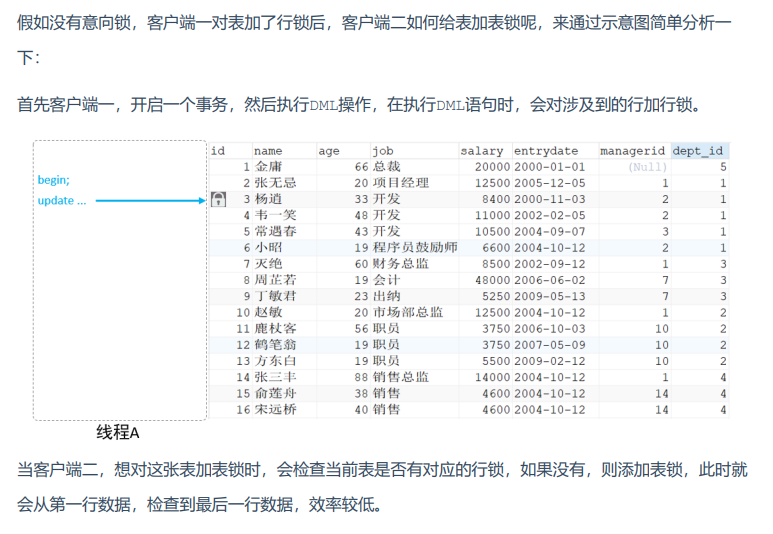 假如没有意向锁，客户端一对表加了行锁后，客户端二如何给表加表锁呢，来通过示意图简单分析一
下：
首先客户端一，开启一个事务，然后执行DML操作，在执行DML语句时，会对涉及到的行加行锁。
id name age job salary entrydate managerid dept_id
1 金庸 66 总裁 20000 2000-01-01 (Null) 5
begin;
2 张无忌 20 项目经理 12500 2005-12-05 1 1
update ...
3 杨逍 33 开发 8400 2000-11-03 2 1
4 韦一笑 48 开发 11000 2002-02-05 2 1
5 常遇春 43 开发 10500 2004-09-07 3 1
6 小昭 19 程序员鼓励师 6600 2004-10-12 2 1
7 灭绝 60 财务总监 8500 2002-09-12 1 3
8 周芷若 19 会计 48000 2006-06-02 7 3
9 丁敏君 23 出纳 5250 2009-05-13 7 3
10 赵敏 20 市场部总监 12500 2004-10-12 1 2
11 鹿杖客 56 职员 3750 2006-10-03 10 2
12 鹤笔翁 19 职员 3750 2007-05-09 10 2
13 方东白 19 职员 5500 2009-02-12 10 2
14 张三丰 88 销售总监 14000 2004-10-12 1 4
15 俞莲舟 38 销售 4600 2004-10-12 14 4
16 宋远桥 40 销售 4600 2004-10-12 14 4
线程A
当客户端二，想对这张表加表锁时，会检查当前表是否有对应的行锁，如果没有，则添加表锁，此时就
会从第一行数据，检查到最后一行数据，效率较低。